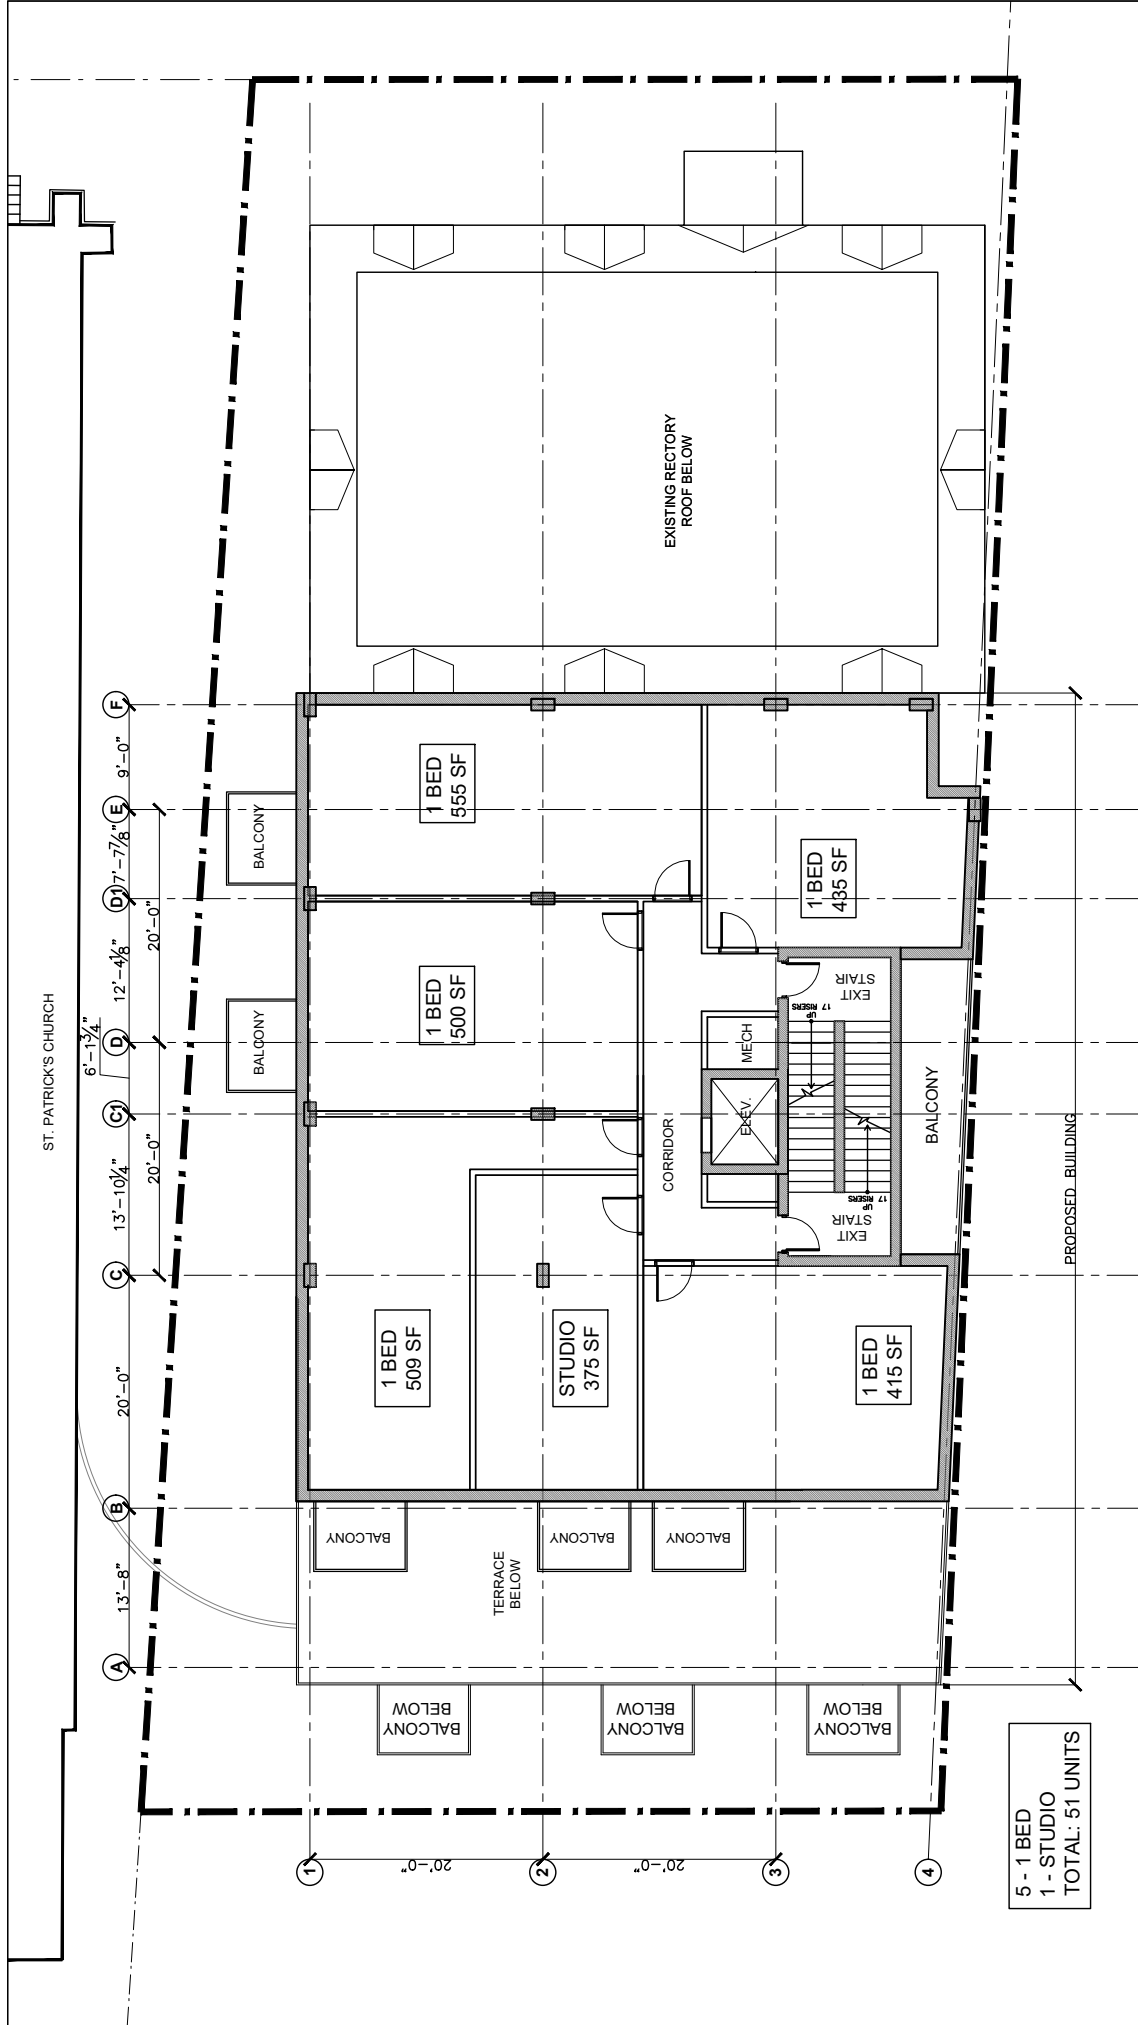 ST. PATRICK'S CHURCH
A
B
C
C1
D
D1
E
F
13'-8"
20'-0"
13'-10¼"
6'-1¾"
12'-4⅛"
7'-7⅞"
9'-0"
20'-0"
20'-0"
BALCONY
BALCONY
1 BED
509 SF
1 BED
500 SF
1 BED
555 SF
STUDIO
375 SF
1 BED
415 SF
1 BED
435 SF
CORRIDOR
ELEV.
MECH
EXIT
STAIR
UP
17 RISERS
EXIT
STAIR
UP
17 RISERS
BALCONY
BALCONY
BALCONY
BALCONY
TERRACE
BELOW
BALCONY
BELOW
BALCONY
BELOW
BALCONY
BELOW
EXISTING RECTORY
ROOF BELOW
1
2
3
4
20'-0"
20'-0"
PROPOSED BUILDING
5 - 1 BED
1 - STUDIO
TOTAL: 51 UNITS